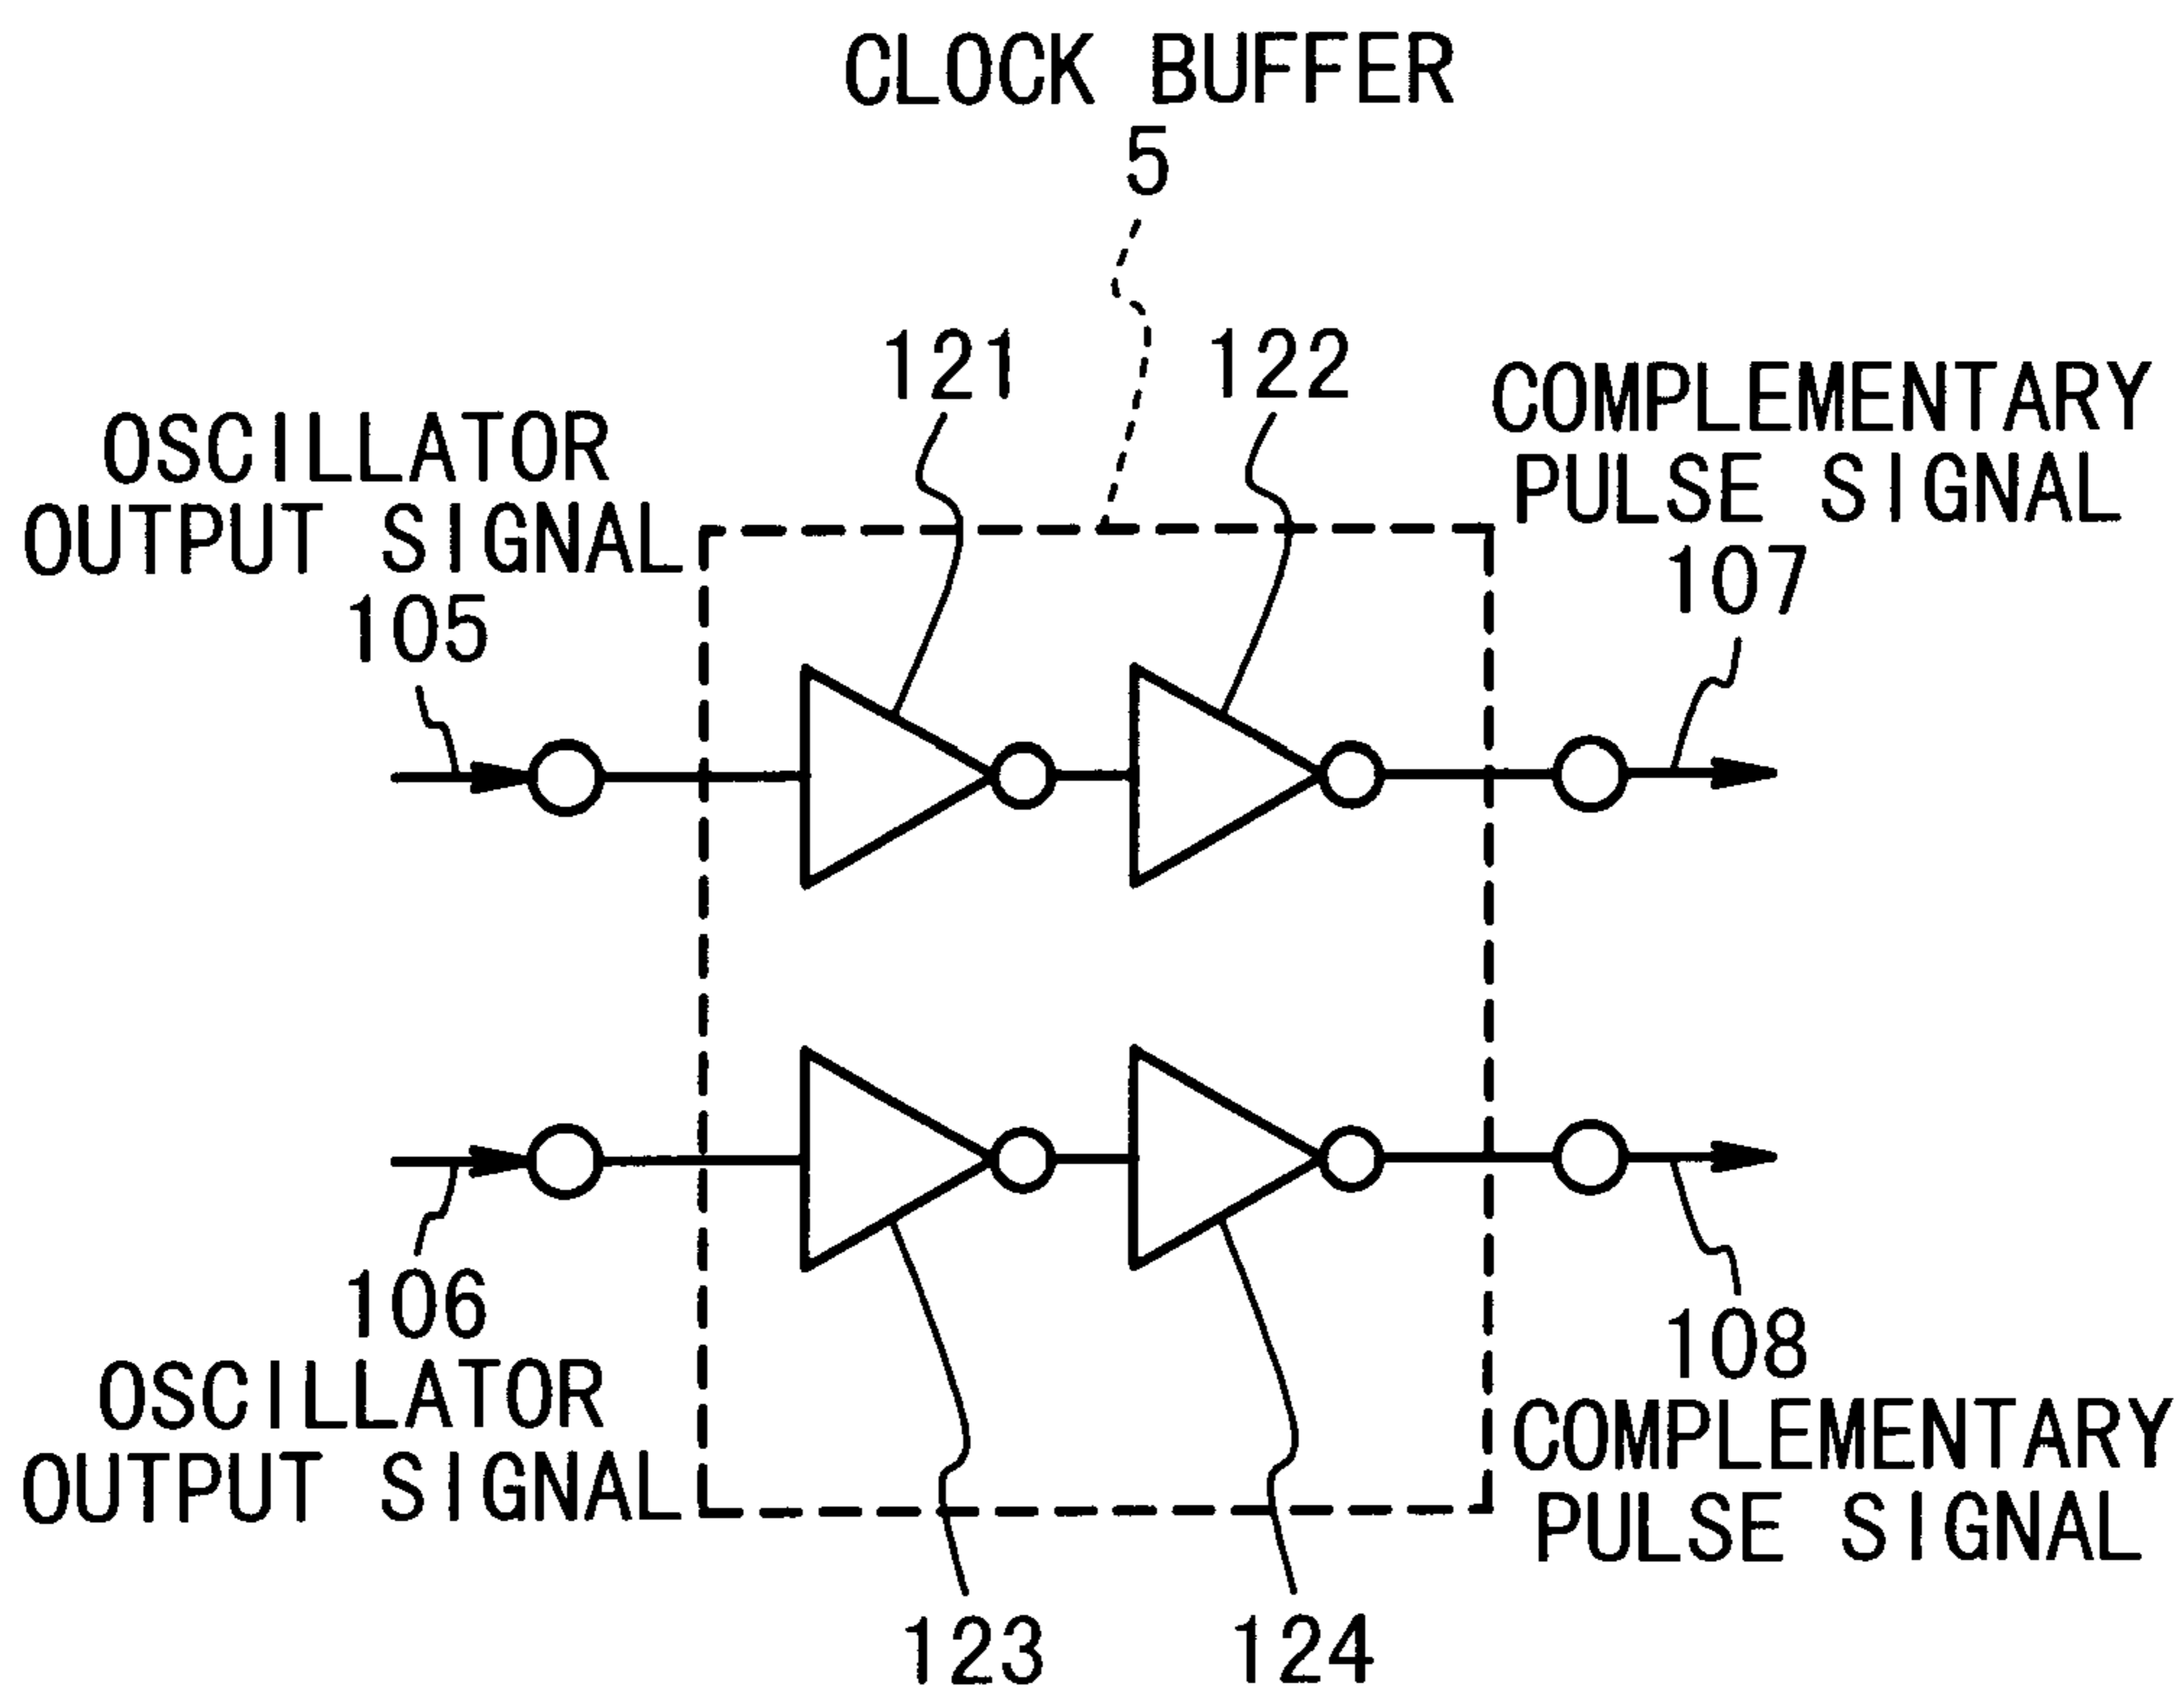 CLOCK BUFFER
5
121
122
OSCILLATOR
OUTPUT SIGNAL
105
COMPLEMENTARY
PULSE SIGNAL
107
106
OSCILLATOR
OUTPUT SIGNAL
108
COMPLEMENTARY
PULSE SIGNAL
123
124